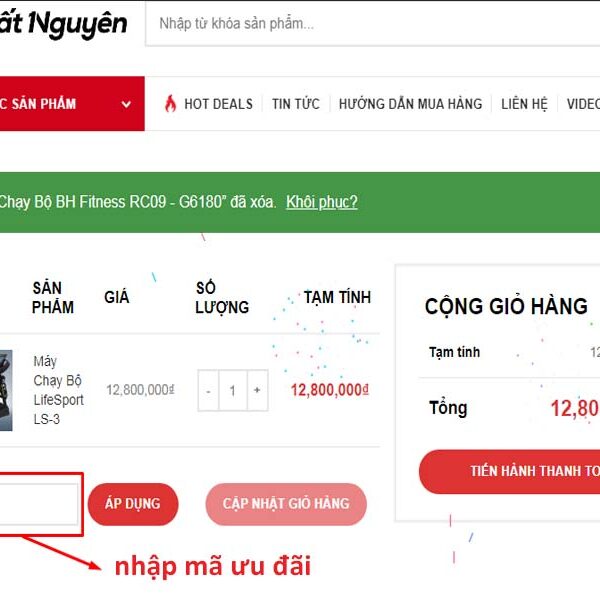 ất Nguyên
Nhập từ khóa sản phẩm...
C SẢN PHẨM
HOT DEALS
TIN TỨC
HƯỚNG DẪN MUA HÀNG
LIÊN HỆ
VIDEO
Chạy Bộ BH Fitness RC09 - G6180” đã xóa. Khôi phục?
SẢN
PHẨM
GIÁ
SỐ
LƯỢNG
TẠM TÍNH
Máy
Chạy Bộ
LifeSport
LS-3
12,800,000₫
- 1 +
12,800,000₫
ÁP DỤNG
CẬP NHẬT GIỎ HÀNG
nhập mã ưu đãi
CỘNG GIỎ HÀNG
Tạm tính
12
Tổng
12,80
TIẾN HÀNH THANH TO